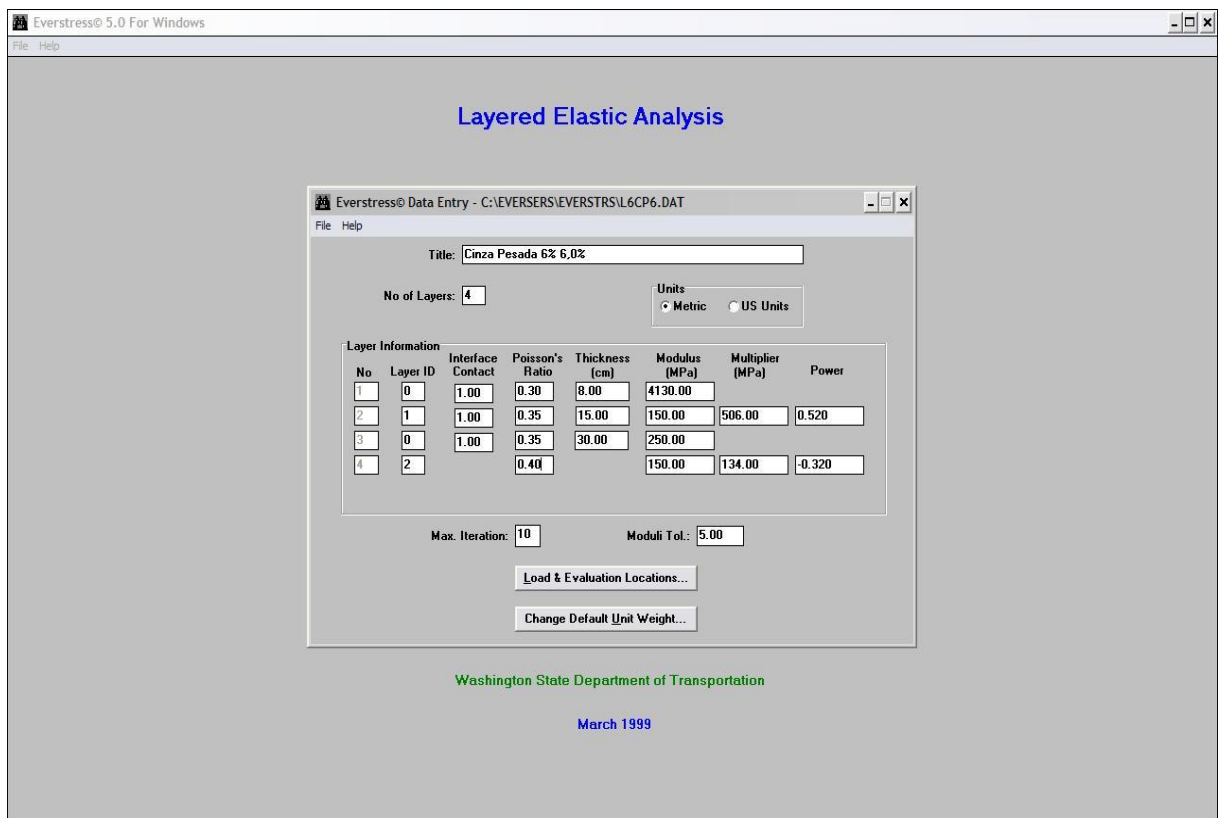 Everstress© 5.0 For Windows
File Help
Layered Elastic Analysis
Everstress© Data Entry - C:\EVERSERS\EVERSTRS\L6CP6.DAT
File Help
Title: Cinza Pesada 6% 6,0%
No of Layers: 4
Units
Metric US Units
Layer Information
No Layer ID Interface Contact Poisson's Ratio Thickness (cm) Modulus (MPa) Multiplier (MPa) Power
1 0 1.00 0.30 8.00 4130.00
2 1 1.00 0.35 15.00 150.00 506.00 0.520
3 0 1.00 0.35 30.00 250.00
4 2 0.40 150.00 134.00 -0.320
Max. Iteration: 10 Moduli Tol.: 5.00
Load & Evaluation Locations...
Change Default Unit Weight...
Washington State Department of Transportation
March 1999